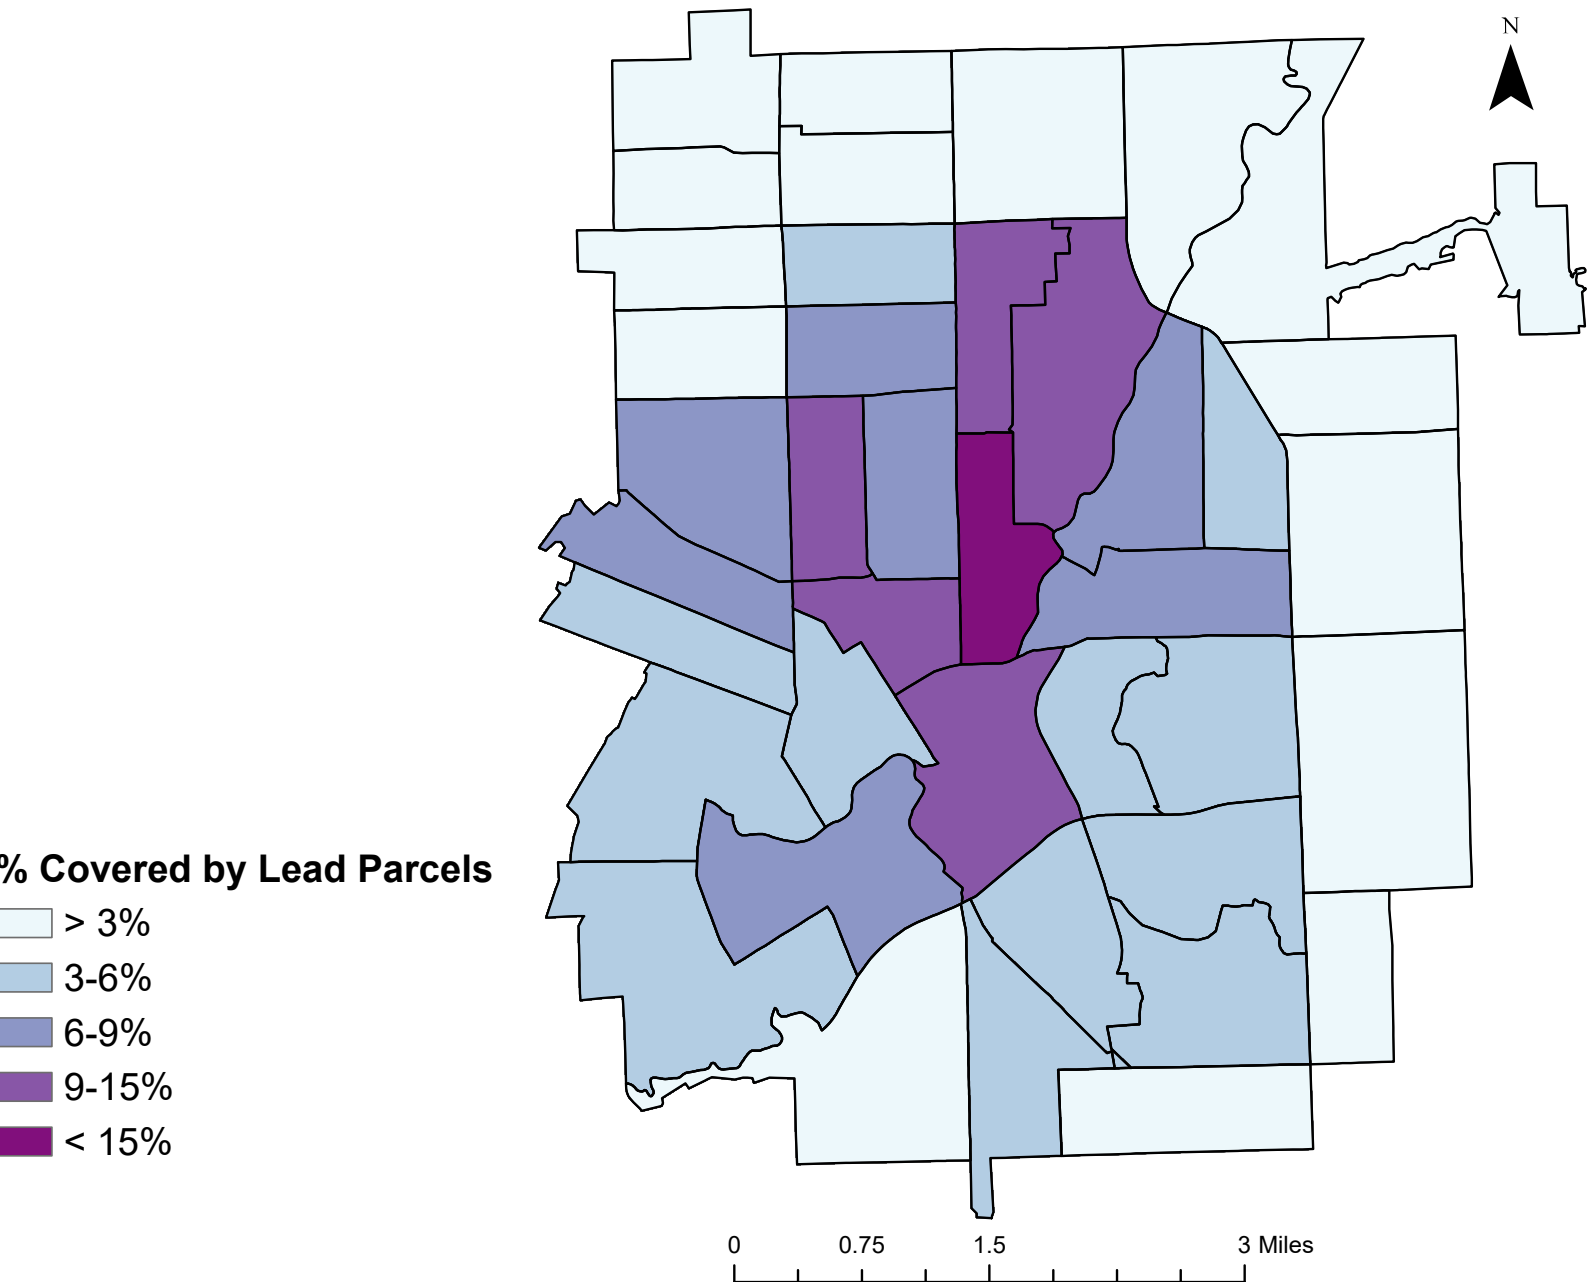 N
% Covered by Lead Parcels
> 3%
3-6%
6-9%
9-15%
< 15%
0 0.75 1.5 3 Miles